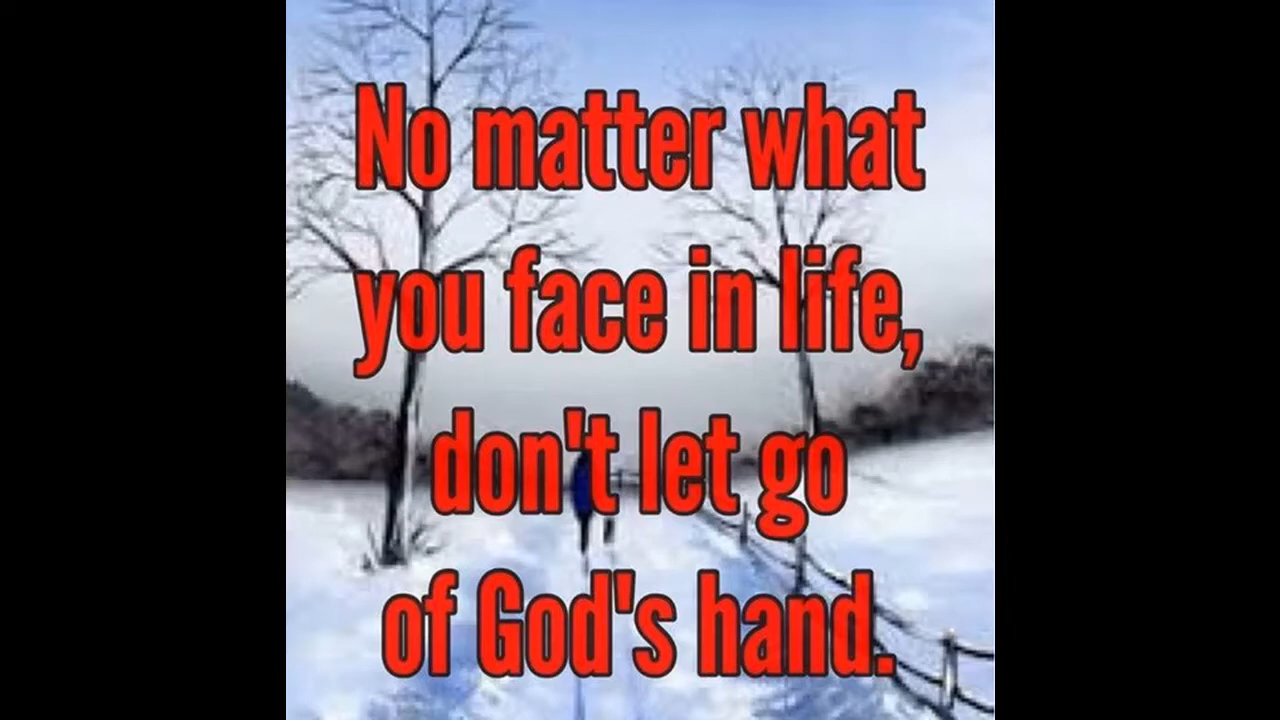 No matter what
you face in life,
don't let go
of God's hand.